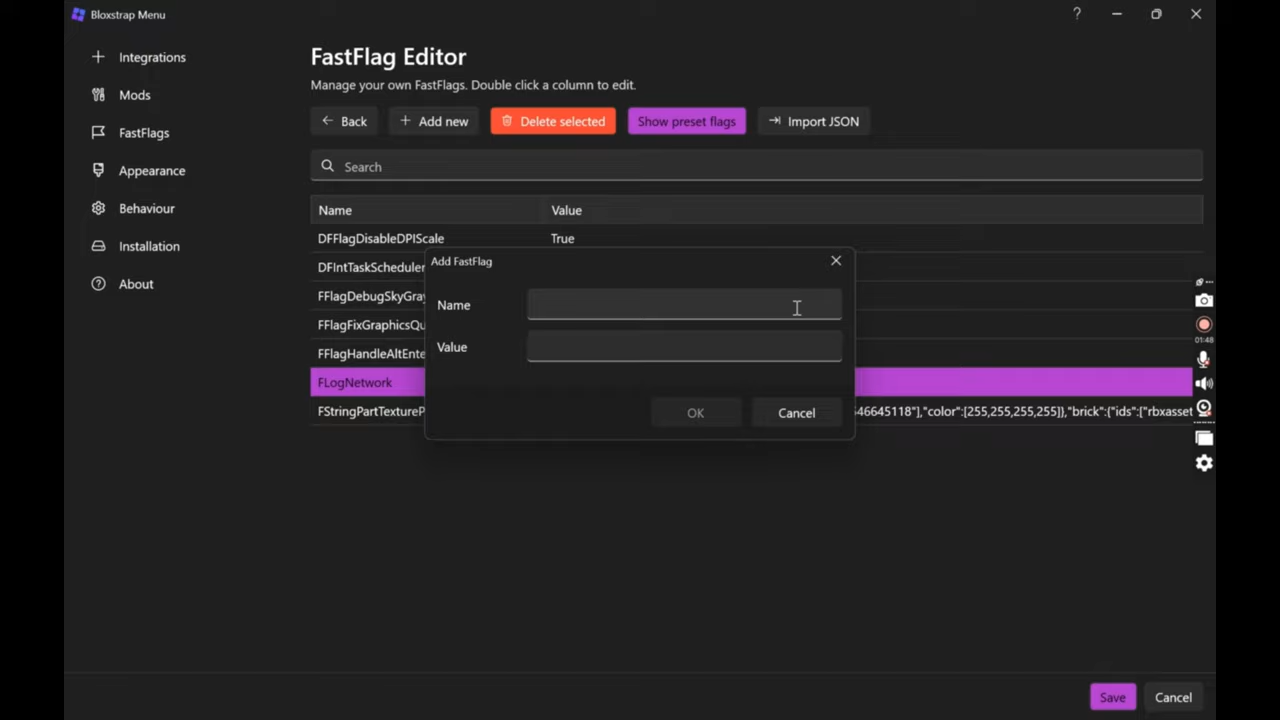 Bloxstrap Menu
?
Integrations
Mods
FastFlags
Appearance
Behaviour
Installation
About
FastFlag Editor
Manage your own FastFlags. Double click a column to edit.
Back
Add new
Delete selected
Show preset flags
Import JSON
Search
Name Value
DFFlagDisableDPIScale True
DFIntTaskScheduler
FFlagDebugSkyGray
FFlagFixGraphicsQu
FFlagHandleAltEnte
FLogNetwork
FStringPartTextureP 646645118"],"color":[255,255,255,255]},"brick":{"ids":["rbxasset
Add FastFlag
Name
Value
OK
Cancel
01:48
Save
Cancel